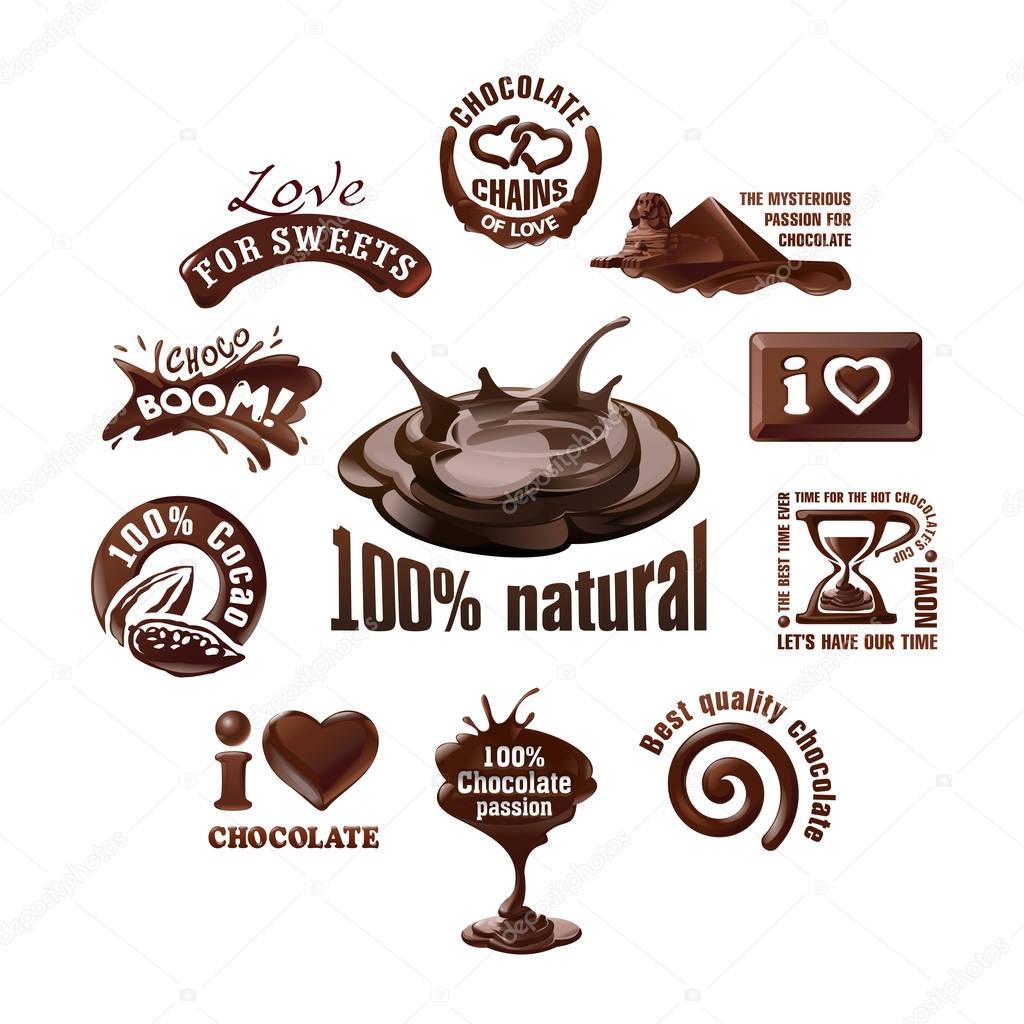 CHOCOLATE
CHAINS
OF LOVE
Love
FOR SWEETS
THE MYSTERIOUS
PASSION FOR
CHOCOLATE
CHOCO
BOOM!
i
100% Cocao
100% natural
THE BEST TIME EVER
TIME FOR THE HOT CHOCOLATE'S CUP
iMON
LET'S HAVE OUR TIME
i
CHOCOLATE
100%
Chocolate
passion
Best quality chocolate
depositphotos